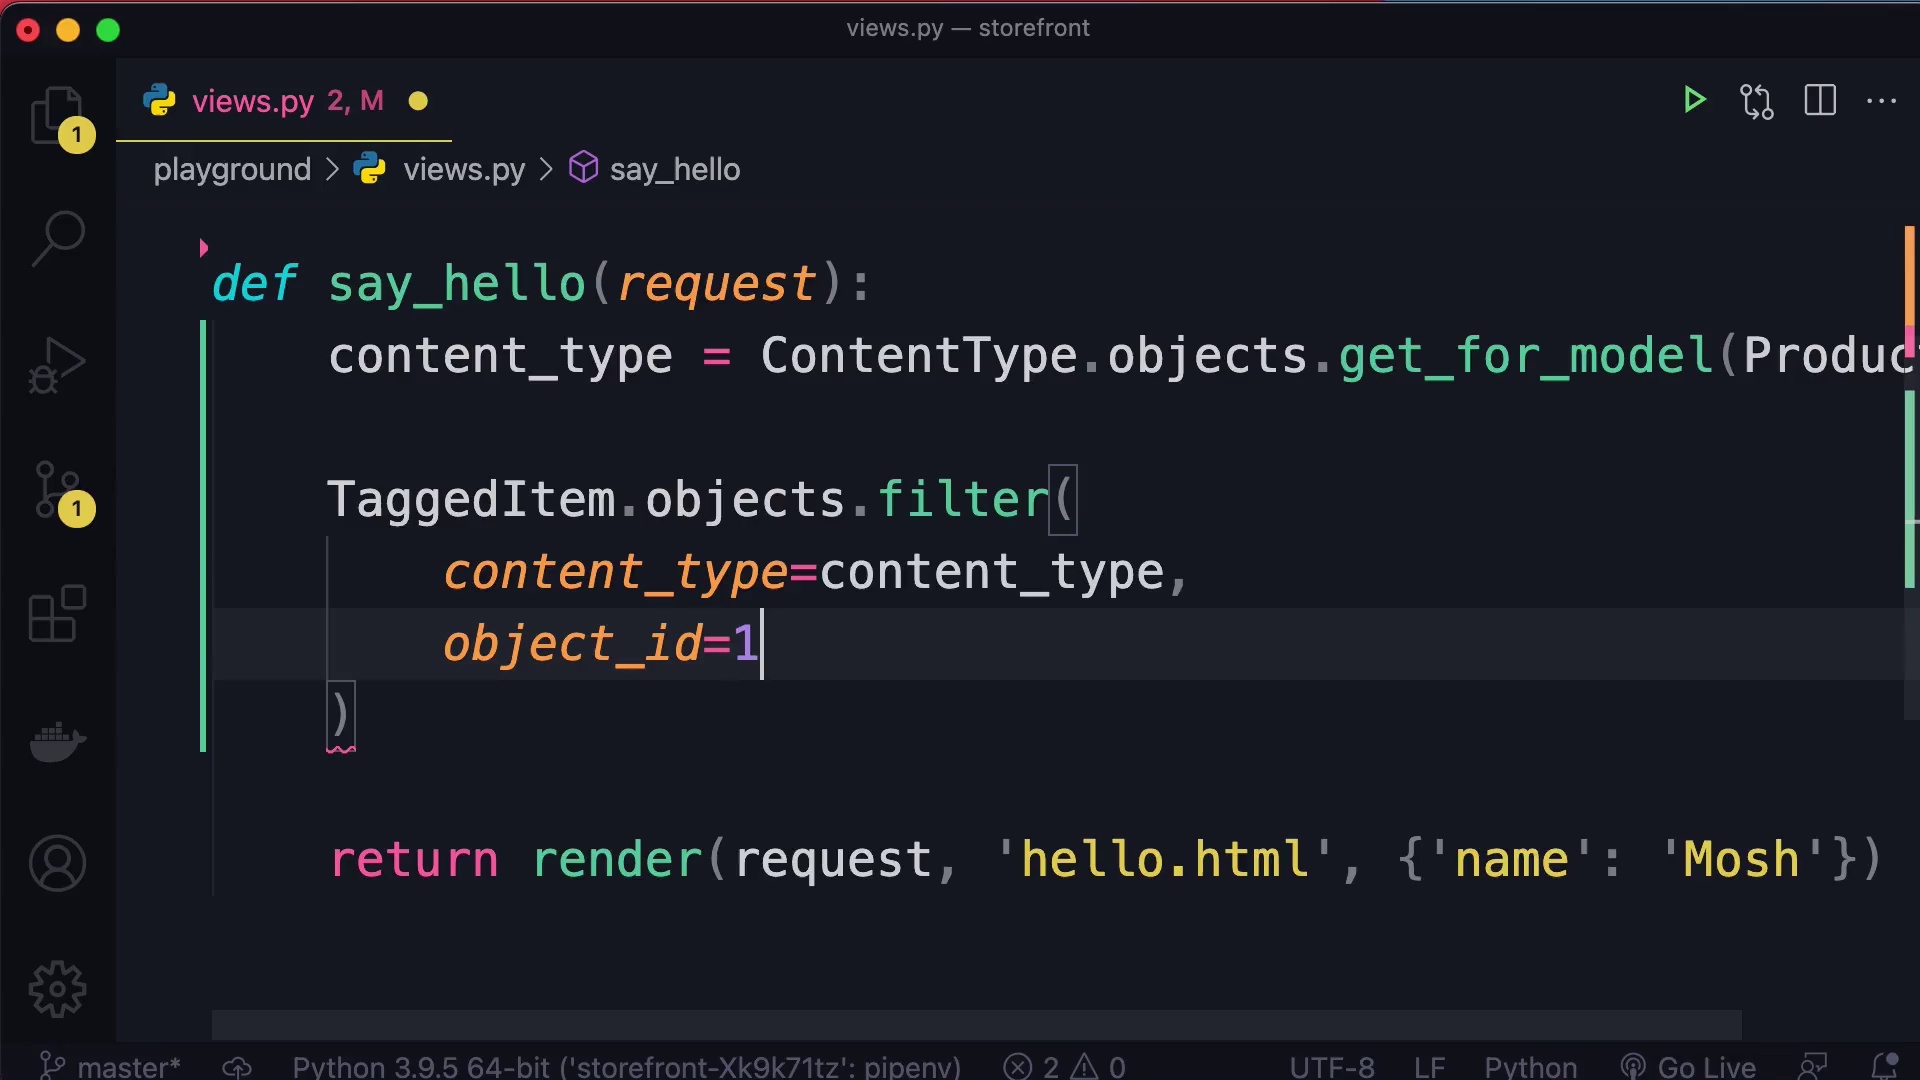 views.py — storefront
views.py 2, M
playground > views.py > say_hello
1
def say_hello(request):
    content_type = ContentType.objects.get_for_model(Produc
    TaggedItem.objects.filter(
        content_type=content_type,
1
        object_id=1
    )
    return render(request, 'hello.html', {'name': 'Mosh'})
master* Python 3.9.5 64-bit ('storefront-Xk9k71tz': pipenv) 2 0 UTF-8 LF Python Go Live